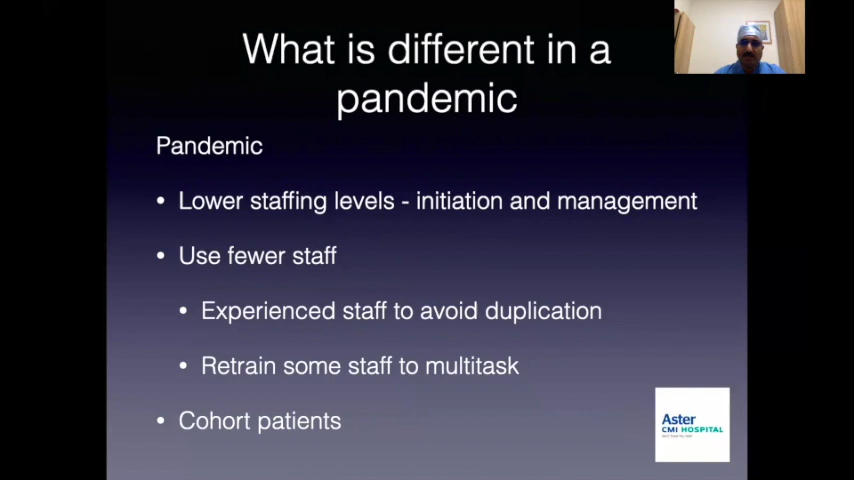 What is different in a
pandemic
Pandemic
• Lower staffing levels - initiation and management
• Use fewer staff
• Experienced staff to avoid duplication
• Retrain some staff to multitask
• Cohort patients
Aster
CMI HOSPITAL